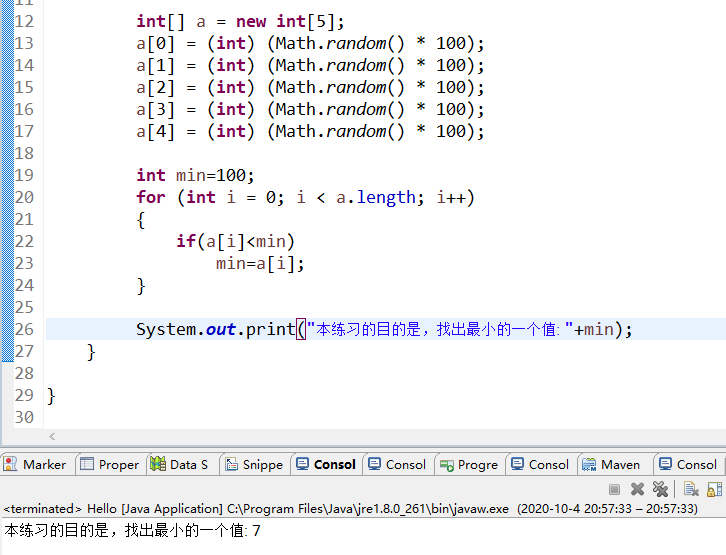 12 int[] a = new int[5];
13 a[0] = (int) (Math.random() * 100);
14 a[1] = (int) (Math.random() * 100);
15 a[2] = (int) (Math.random() * 100);
16 a[3] = (int) (Math.random() * 100);
17 a[4] = (int) (Math.random() * 100);
18
19 int min=100;
20 for (int i = 0; i < a.length; i++)
21 {
22 if(a[i]<min)
23 min=a[i];
24 }
25
26 System.out.print("本练习的目的是，找出最小的一个值: "+min);
27 }
28
29 }
30
Marker Proper Data S Snippe Consol Consol Progre Consol Maven Consol
<terminated> Hello [Java Application] C:\Program Files\Java\jre1.8.0_261\bin\javaw.exe (2020-10-4 20:57:33 – 20:57:33)
本练习的目的是，找出最小的一个值: 7